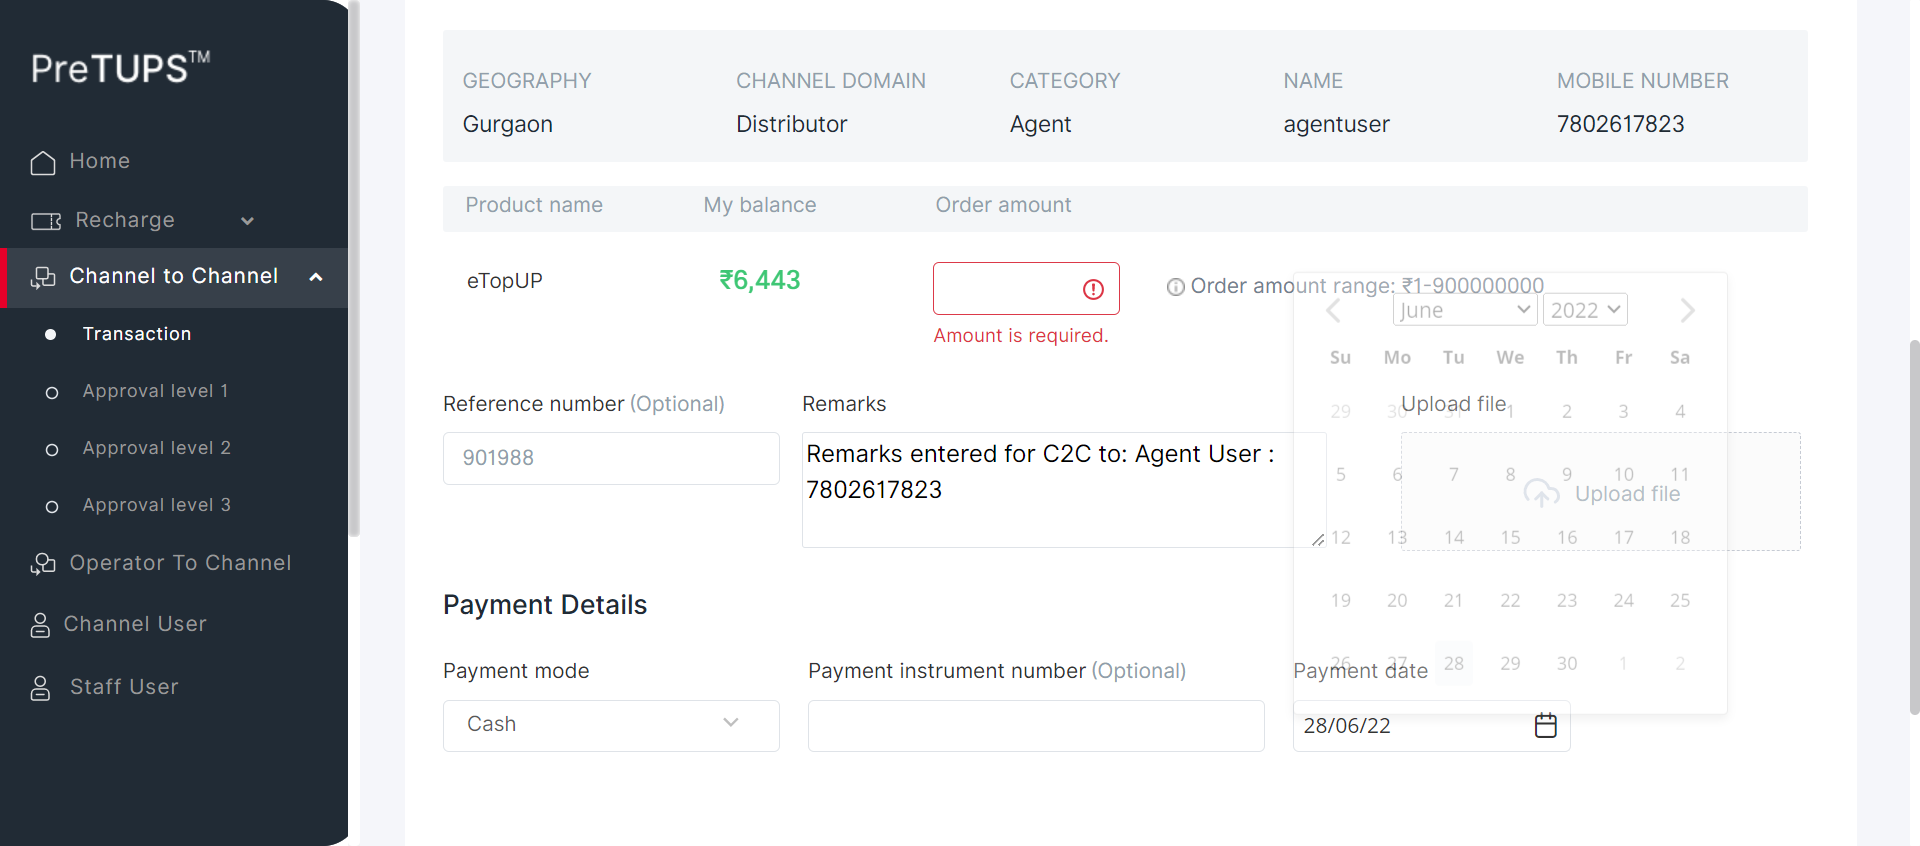 PreTUPS™
Home
Recharge
Channel to Channel
Transaction
Approval level 1
Approval level 2
Approval level 3
Operator To Channel
Channel User
Staff User
GEOGRAPHY CHANNEL DOMAIN CATEGORY NAME MOBILE NUMBER
Gurgaon Distributor Agent agentuser 7802617823
Product name My balance Order amount
eTopUP ₹6,443 Order amount range: ₹1-900000000
Amount is required.
Reference number (Optional) Remarks Upload file
901988
Remarks entered for C2C to: Agent User :
7802617823
Upload file
Payment Details
Payment mode Payment instrument number (Optional) Payment date
Cash 28/06/22
June 2022
Su Mo Tu We Th Fr Sa
29 30 31 1 2 3 4
5 6 7 8 9 10 11
12 13 14 15 16 17 18
19 20 21 22 23 24 25
26 27 28 29 30 1 2